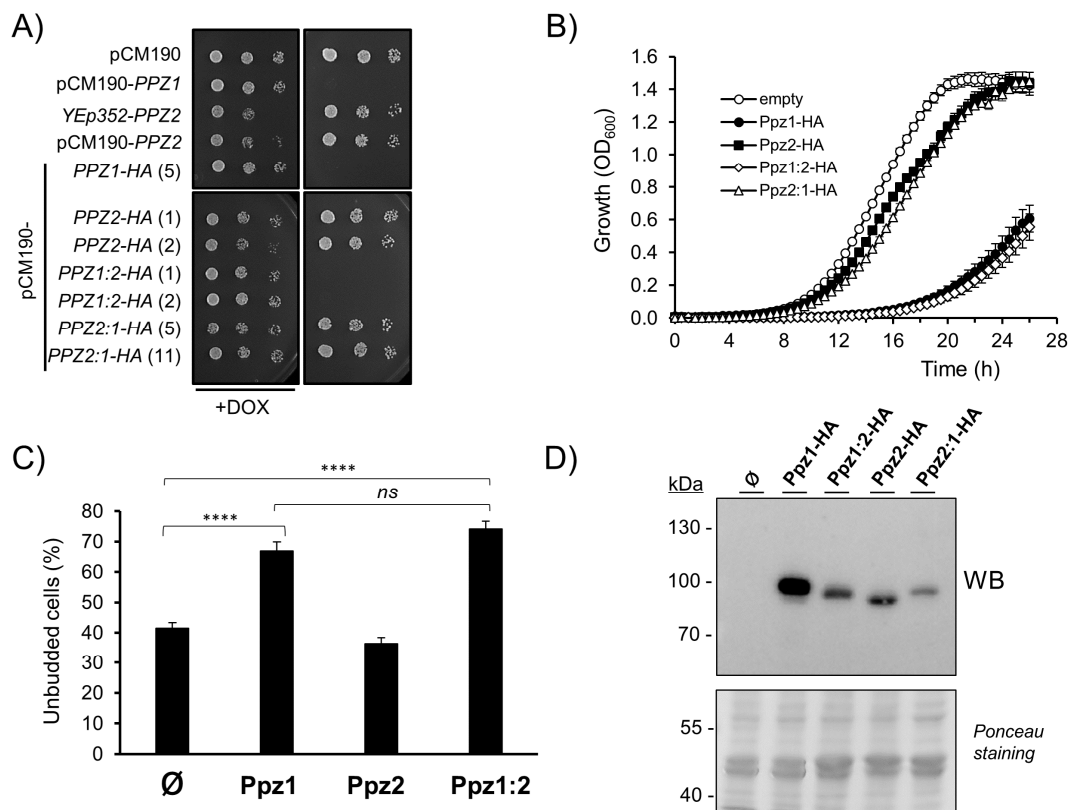 A)
pCM190
pCM190-PPZ1
YEp352-PPZ2
pCM190-PPZ2
PPZ1-HA (5)
PPZ2-HA (1)
PPZ2-HA (2)
PPZ1:2-HA (1)
PPZ1:2-HA (2)
PPZ2:1-HA (5)
PPZ2:1-HA (11)
pCM190-
+DOX
B)
Growth (OD600)
1.6
1.4
1.2
1.0
0.8
0.6
0.4
0.2
0.0
empty
Ppz1-HA
Ppz2-HA
Ppz1:2-HA
Ppz2:1-HA
0 4 8 12 16 20 24 28
Time (h)
C)
****
ns
****
Unbudded cells (%)
80
70
60
50
40
30
20
10
0
Ø Ppz1 Ppz2 Ppz1:2
D)
kDa
Ø Ppz1-HA Ppz1:2-HA Ppz2-HA Ppz2:1-HA
130 -
100 -
70 -
WB
55 -
40 -
Ponceau
staining